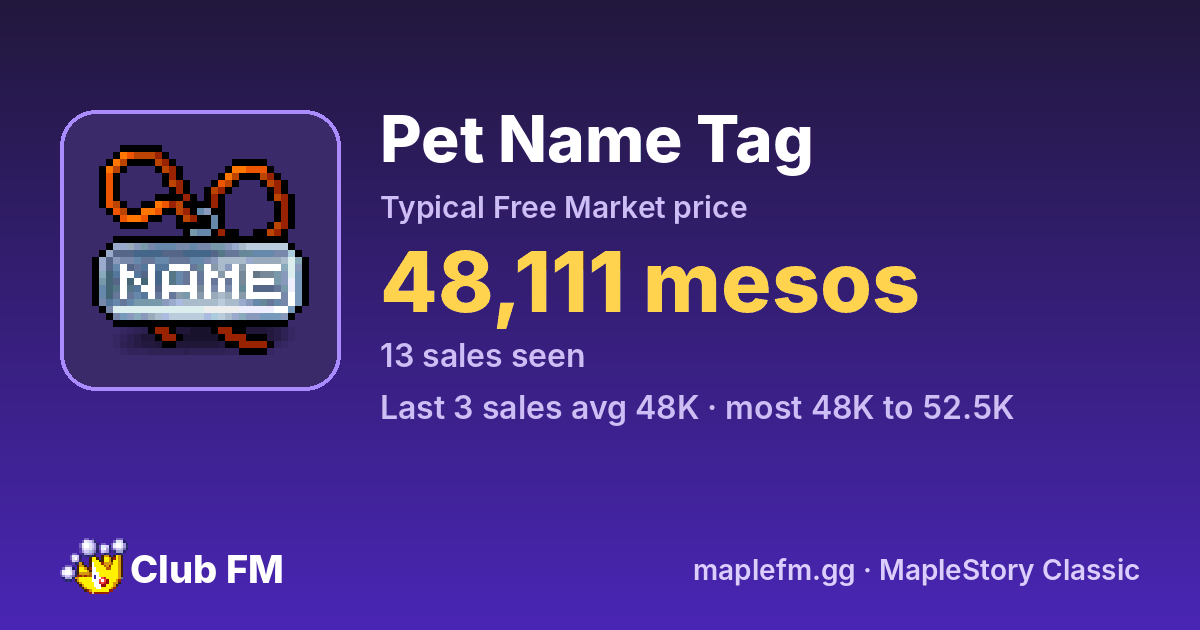 NAME
Pet Name Tag
Typical Free Market price
48,111 mesos
13 sales seen
Last 3 sales avg 48K · most 48K to 52.5K
Club FM
maplefm.gg · MapleStory Classic